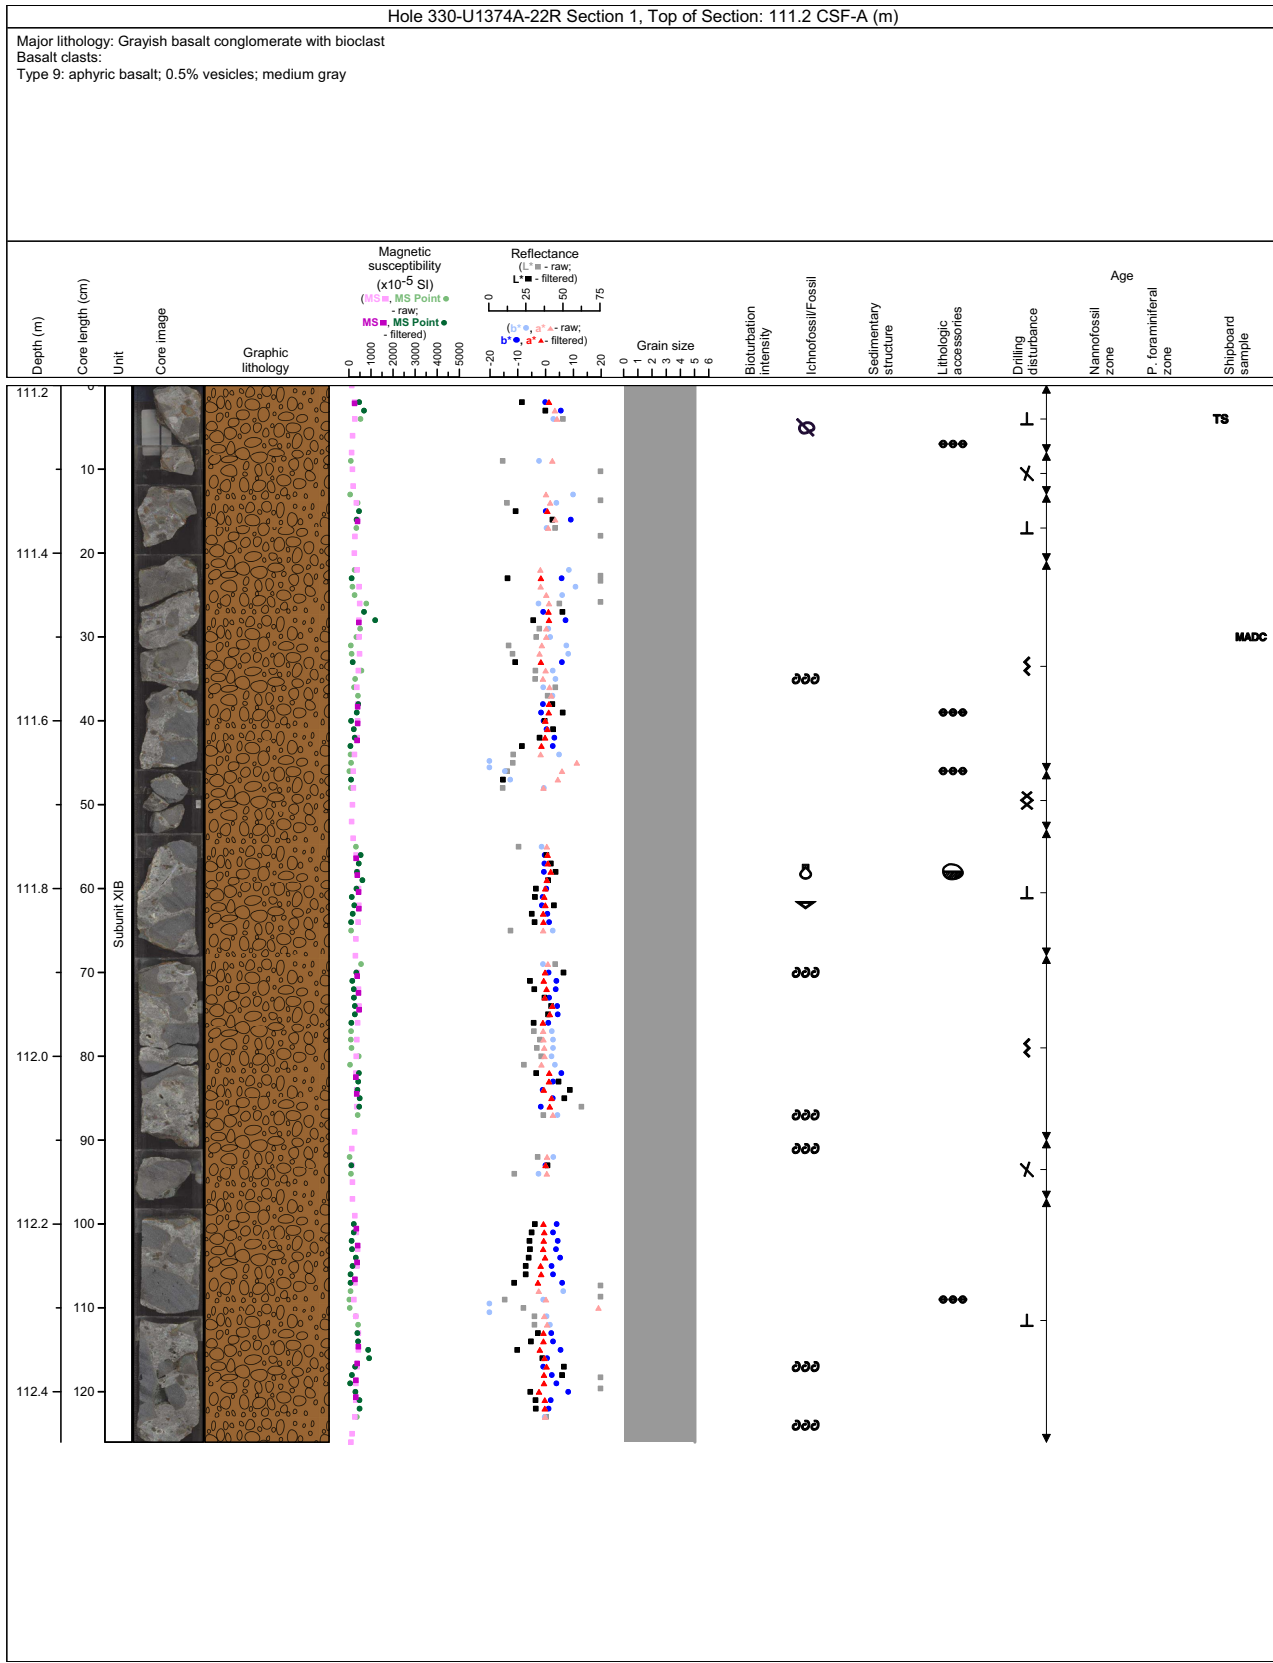 Hole 330-U1374A-22R Section 1, Top of Section: 111.2 CSF-A (m)
Major lithology: Grayish basalt conglomerate with bioclast
Basalt clasts:
Type 9: aphyric basalt; 0.5% vesicles; medium gray
Depth (m)
Core length (cm)
Unit
Core image
Graphic
lithology
Magnetic
susceptibility
(x10-5 SI)
(MS■, MS Point●
- raw;
MS■, MS Point●
- filtered)
0 1000 2000 3000 4000 5000
Reflectance
(L*■ - raw;
L*■ - filtered)
0 25 50 75
(b*●, a*▲ - raw;
b*●, a*▲ - filtered)
-20 -10 0 10 20
Grain size
0 1 2 3 4 5 6
Bioturbation
intensity
Ichnofossil/Fossil
Sedimentary
structure
Lithologic
accessories
Drilling
disturbance
Age
Nannofossil
zone
P. foraminiferal
zone
Shipboard
sample
111.2
0
TS
10
111.4
20
30
MADC
111.6
40
50
111.8
60
Subunit XIB
70
112.0
80
90
112.2
100
110
112.4
120